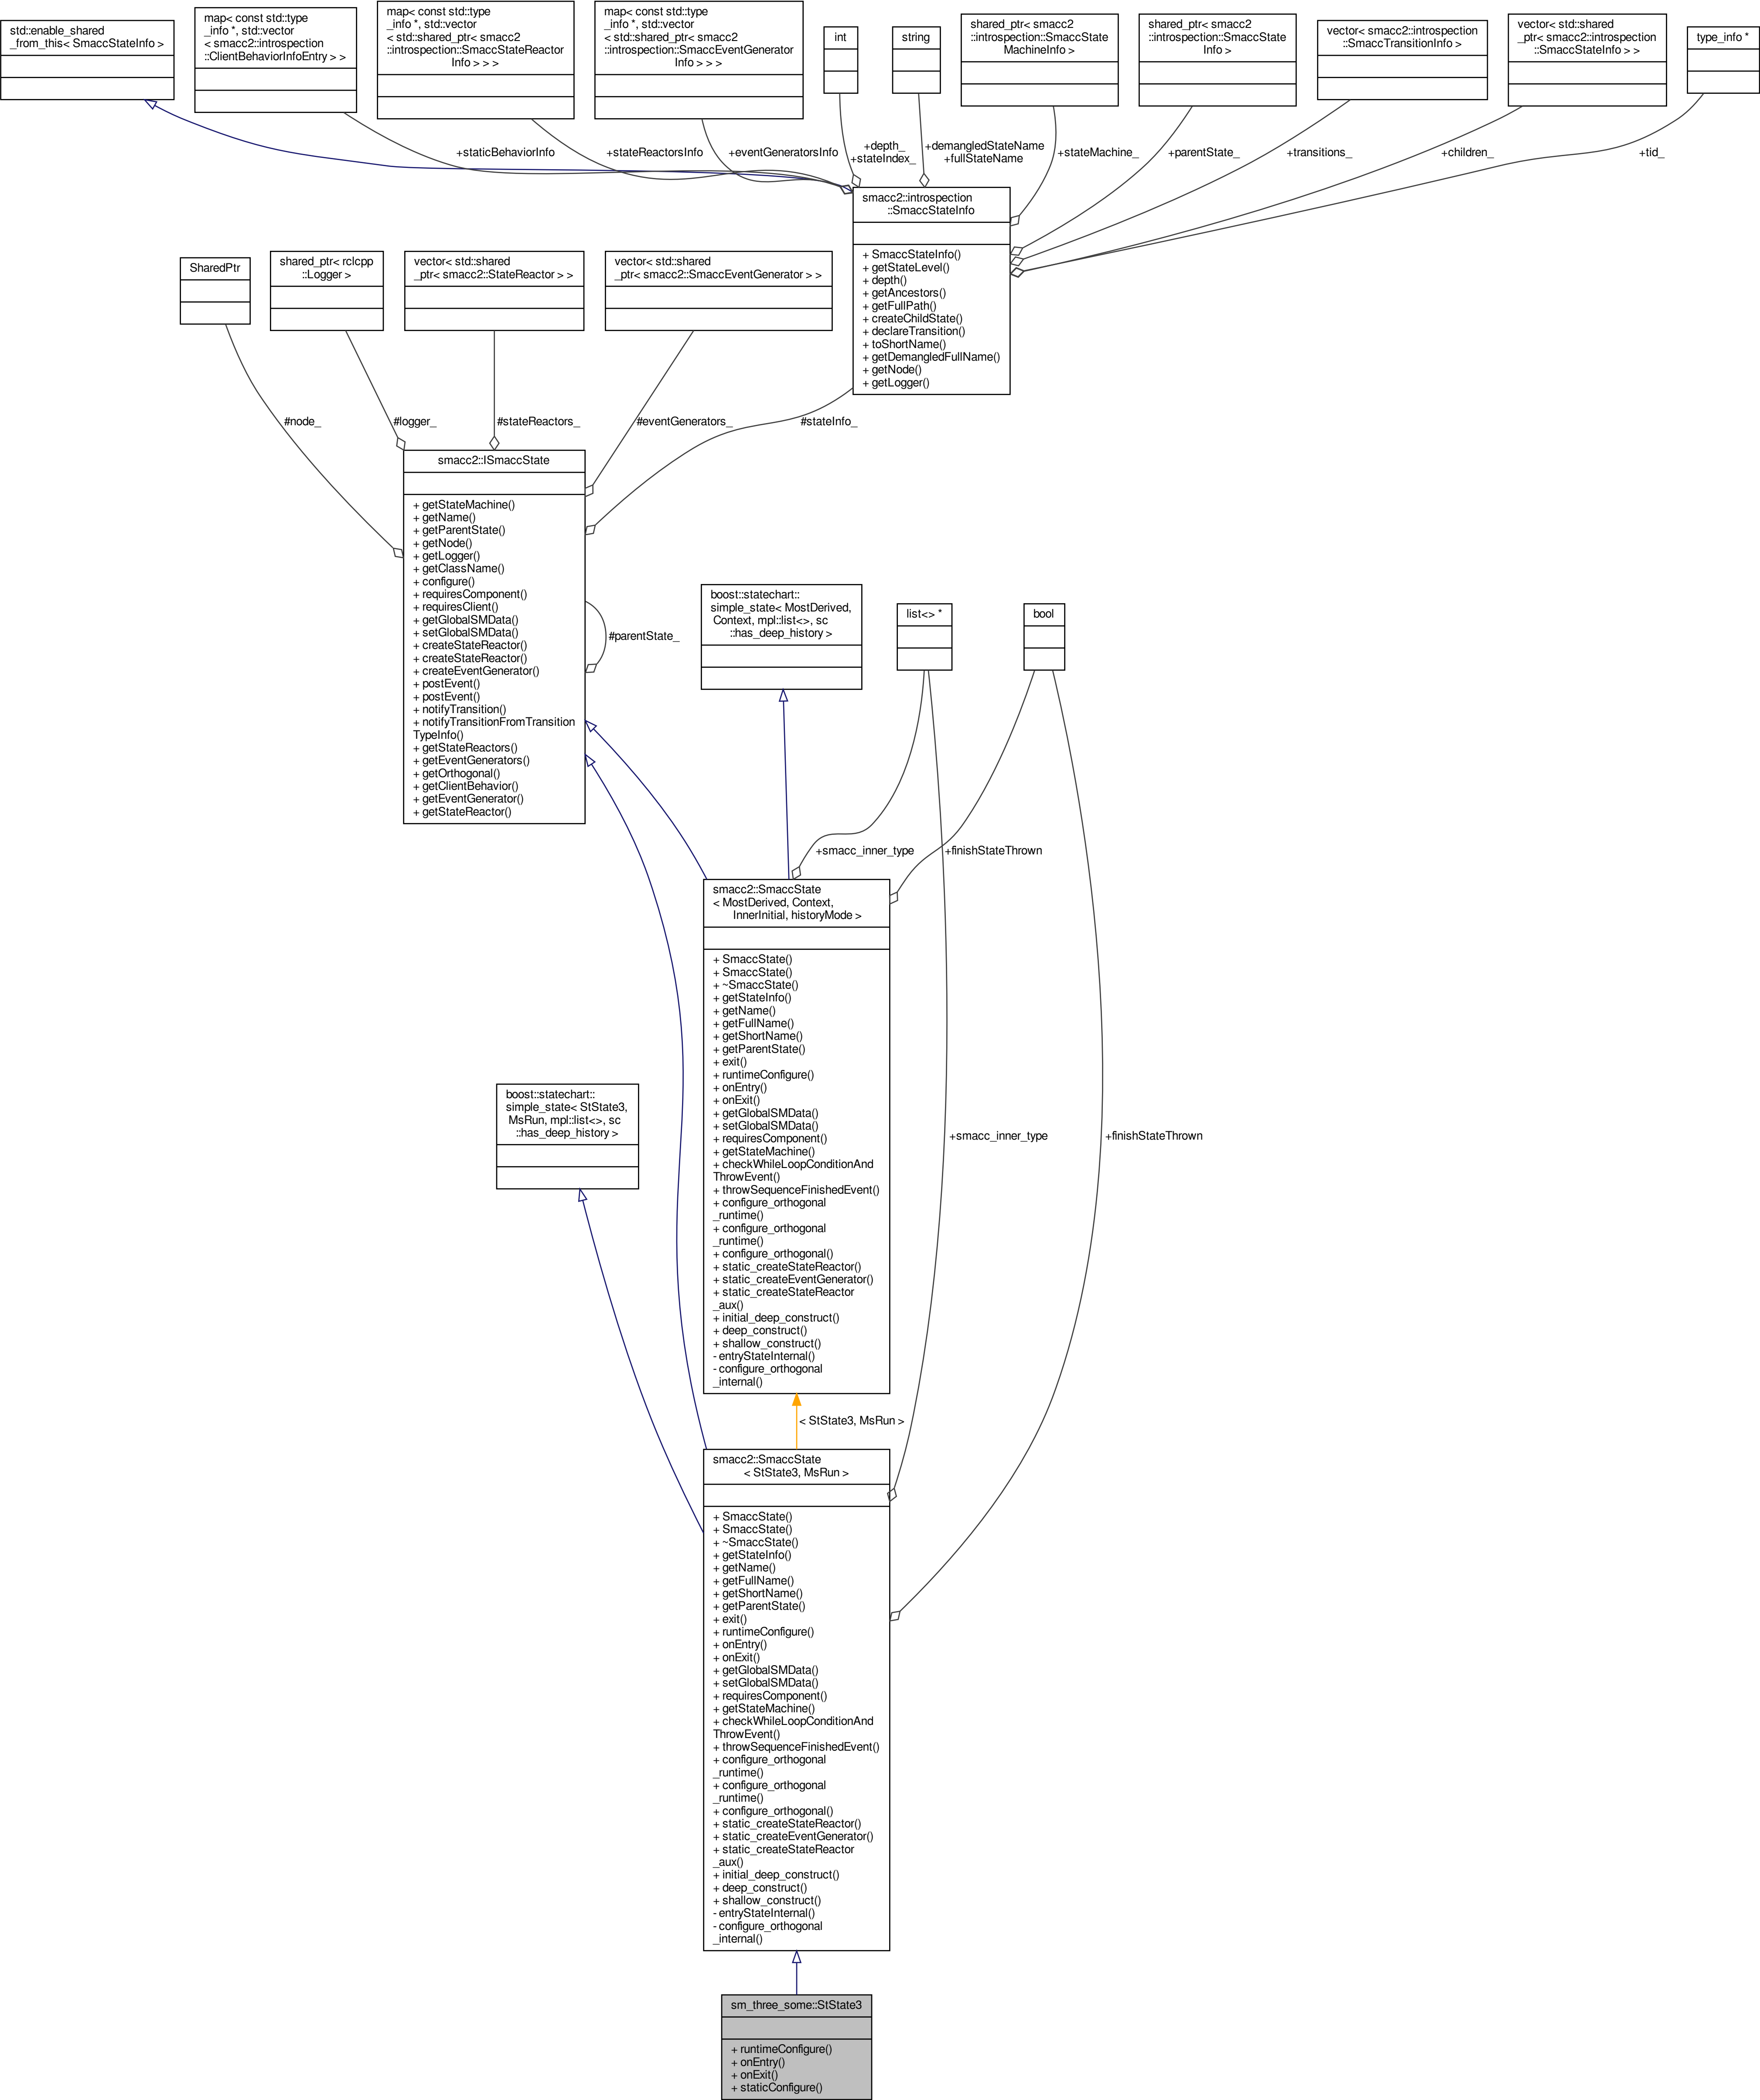 std::enable_shared
_from_this< SmaccStateInfo >
map< const std::type
_info *, std::vector
< smacc2::introspection
::ClientBehaviorInfoEntry > >
map< const std::type
_info *, std::vector
< std::shared_ptr< smacc2
::introspection::SmaccStateReactor
Info > > >
map< const std::type
_info *, std::vector
< std::shared_ptr< smacc2
::introspection::SmaccEventGenerator
Info > > >
int
string
shared_ptr< smacc2
::introspection::SmaccState
MachineInfo >
shared_ptr< smacc2
::introspection::SmaccState
Info >
vector< smacc2::introspection
::SmaccTransitionInfo >
vector< std::shared
_ptr< smacc2::introspection
::SmaccStateInfo > >
type_info *
+staticBehaviorInfo
+stateReactorsInfo
+eventGeneratorsInfo
+depth_
+stateIndex_
+demangledStateName
+fullStateName
+stateMachine_
+parentState_
+transitions_
+children_
+tid_
smacc2::introspection
::SmaccStateInfo
+ SmaccStateInfo()
+ getStateLevel()
+ depth()
+ getAncestors()
+ getFullPath()
+ createChildState()
+ declareTransition()
+ toShortName()
+ getDemangledFullName()
+ getNode()
+ getLogger()
SharedPtr
shared_ptr< rclcpp
::Logger >
vector< std::shared
_ptr< smacc2::StateReactor > >
vector< std::shared
_ptr< smacc2::SmaccEventGenerator > >
#node_
#logger_
#stateReactors_
#eventGenerators_
#stateInfo_
smacc2::ISmaccState
+ getStateMachine()
+ getName()
+ getParentState()
+ getNode()
+ getLogger()
+ getClassName()
+ configure()
+ requiresComponent()
+ requiresClient()
+ getGlobalSMData()
+ setGlobalSMData()
+ createStateReactor()
+ createStateReactor()
+ createEventGenerator()
+ postEvent()
+ postEvent()
+ notifyTransition()
+ notifyTransitionFromTransition
TypeInfo()
+ getStateReactors()
+ getEventGenerators()
+ getOrthogonal()
+ getClientBehavior()
+ getEventGenerator()
+ getStateReactor()
#parentState_
boost::statechart::
simple_state< MostDerived,
Context, mpl::list<>, sc
::has_deep_history >
list<> *
bool
+smacc_inner_type
+finishStateThrown
smacc2::SmaccState
< MostDerived, Context,
InnerInitial, historyMode >
+ SmaccState()
+ SmaccState()
+ ~SmaccState()
+ getStateInfo()
+ getName()
+ getFullName()
+ getShortName()
+ getParentState()
+ exit()
+ runtimeConfigure()
+ onEntry()
+ onExit()
+ getGlobalSMData()
+ setGlobalSMData()
+ requiresComponent()
+ getStateMachine()
+ checkWhileLoopConditionAnd
ThrowEvent()
+ throwSequenceFinishedEvent()
+ configure_orthogonal
_runtime()
+ configure_orthogonal
_runtime()
+ configure_orthogonal()
+ static_createStateReactor()
+ static_createEventGenerator()
+ static_createStateReactor
_aux()
+ initial_deep_construct()
+ deep_construct()
+ shallow_construct()
- entryStateInternal()
- configure_orthogonal
_internal()
boost::statechart::
simple_state< StState3,
MsRun, mpl::list<>, sc
::has_deep_history >
+smacc_inner_type
+finishStateThrown
< StState3, MsRun >
smacc2::SmaccState
< StState3, MsRun >
+ SmaccState()
+ SmaccState()
+ ~SmaccState()
+ getStateInfo()
+ getName()
+ getFullName()
+ getShortName()
+ getParentState()
+ exit()
+ runtimeConfigure()
+ onEntry()
+ onExit()
+ getGlobalSMData()
+ setGlobalSMData()
+ requiresComponent()
+ getStateMachine()
+ checkWhileLoopConditionAnd
ThrowEvent()
+ throwSequenceFinishedEvent()
+ configure_orthogonal
_runtime()
+ configure_orthogonal
_runtime()
+ configure_orthogonal()
+ static_createStateReactor()
+ static_createEventGenerator()
+ static_createStateReactor
_aux()
+ initial_deep_construct()
+ deep_construct()
+ shallow_construct()
- entryStateInternal()
- configure_orthogonal
_internal()
sm_three_some::StState3
+ runtimeConfigure()
+ onEntry()
+ onExit()
+ staticConfigure()